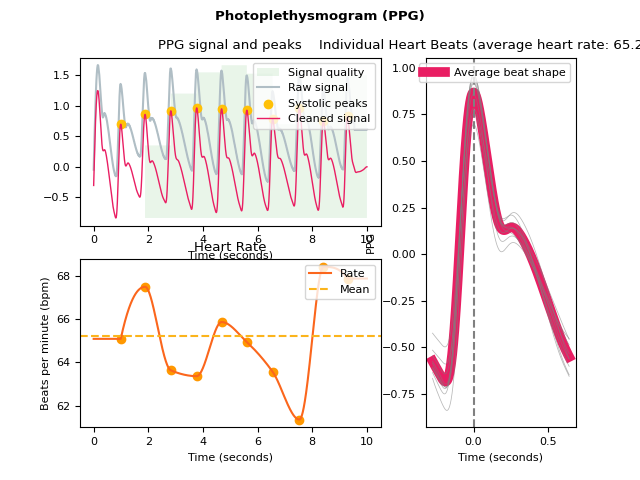 Photoplethysmogram (PPG)
PPG signal and peaks
Individual Heart Beats (average heart rate: 65.2
1.5
1.0
0.5
0.0
−0.5
Signal quality
Raw signal
Systolic peaks
Cleaned signal
0 2 4 6 8 10
Time (seconds)
Heart Rate
68
66
64
62
Beats per minute (bpm)
Rate
Mean
0 2 4 6 8 10
Time (seconds)
PPG
1.00
0.75
0.50
0.25
0.00
−0.25
−0.50
−0.75
Average beat shape
0.0 0.5
Time (seconds)